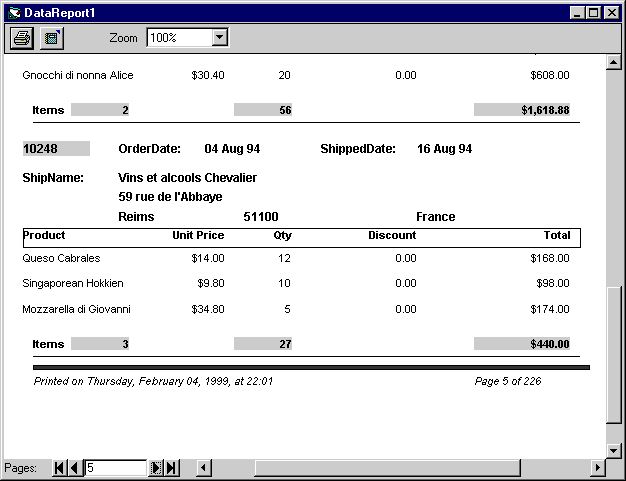 DataReport1
Zoom 100%
Gnocchi di nonna Alice $30.40 20 0.00 $608.00
Items 2 56 $1,618.88
10248 OrderDate: 04 Aug 94 ShippedDate: 16 Aug 94
ShipName: Vins et alcools Chevalier
59 rue de l'Abbaye
Reims 51100 France
Product Unit Price Qty Discount Total
Queso Cabrales $14.00 12 0.00 $168.00
Singaporean Hokkien $9.80 10 0.00 $98.00
Mozzarella di Giovanni $34.80 5 0.00 $174.00
Items 3 27 $440.00
Printed on Thursday, February 04, 1999, at 22:01 Page 5 of 226
Pages: 5